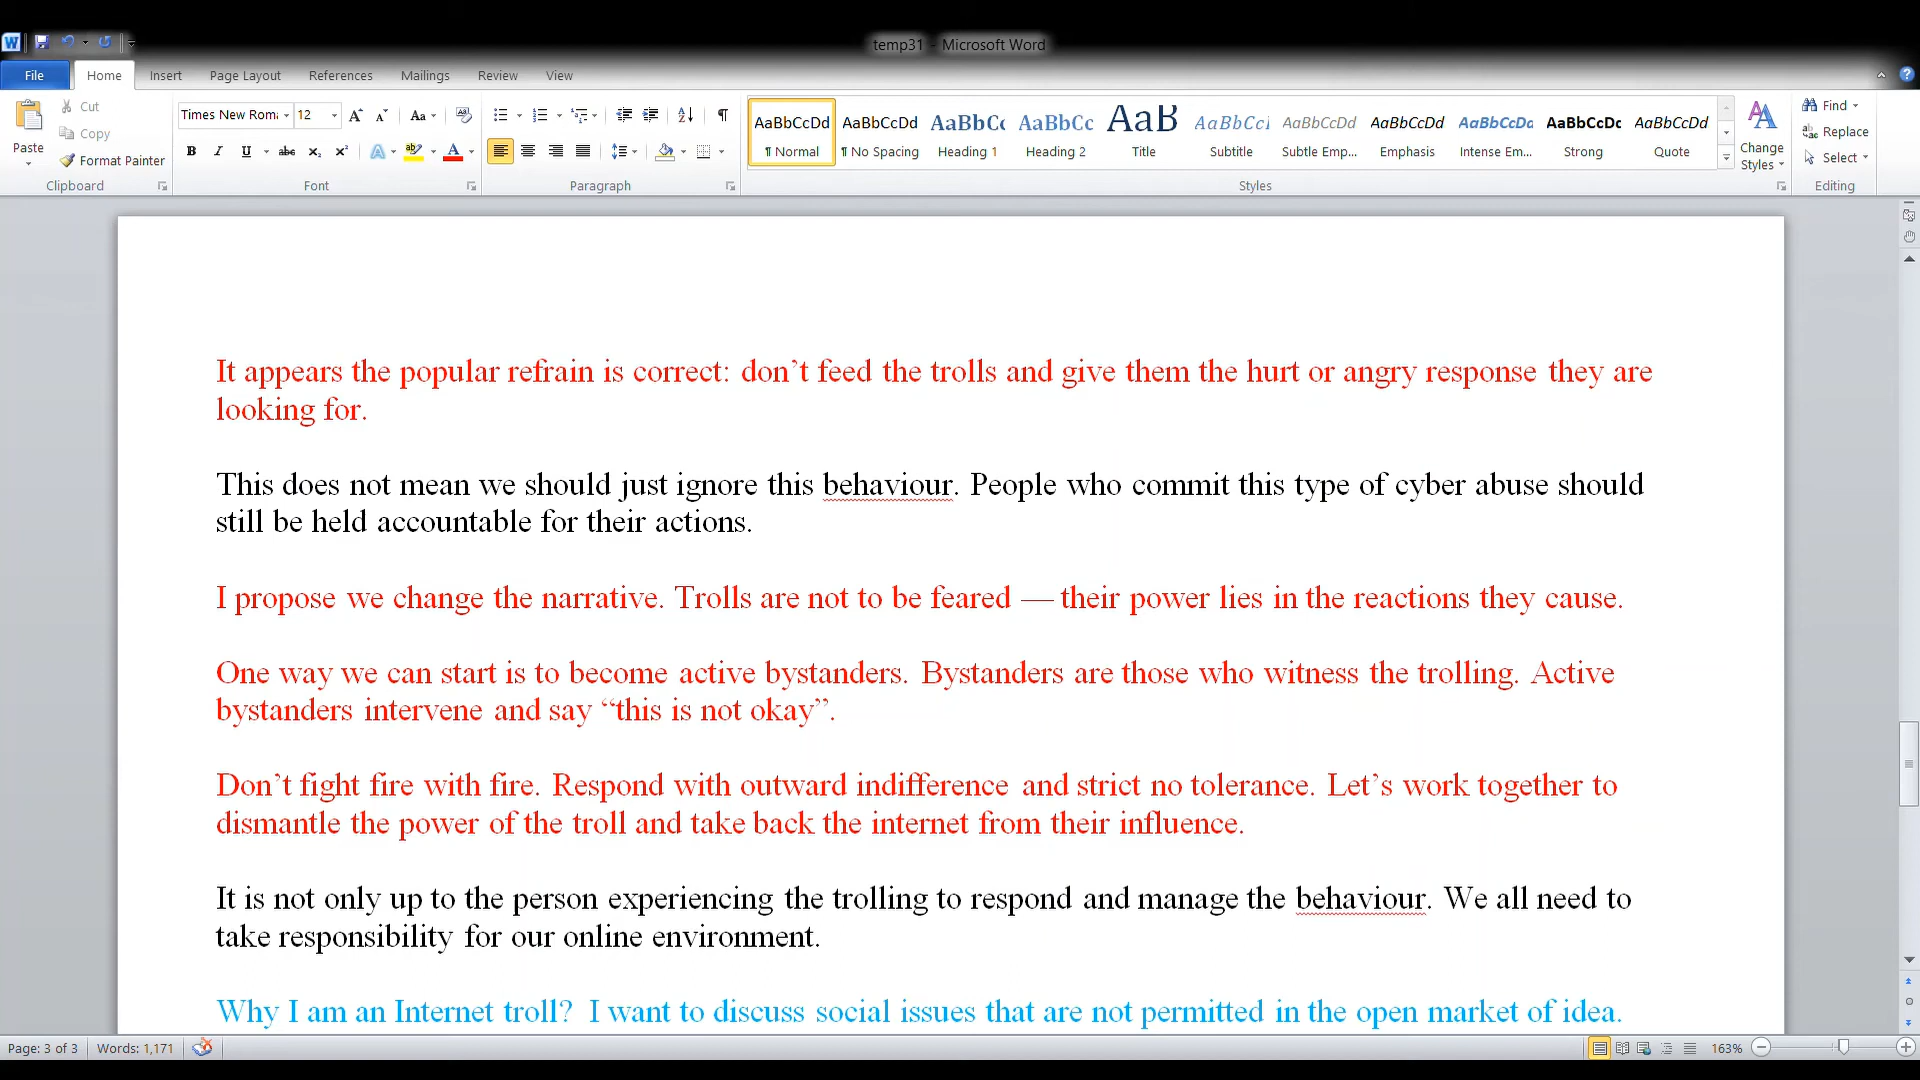 temp31 - Microsoft Word
File Home Insert Page Layout References Mailings Review View
Paste
Cut
Copy
Format Painter
Clipboard
Times New Roma 12
Font
Paragraph
AaBbCcDd AaBbCcDd AaBbCc AaBbCc AaB AaBbCcI AaBbCcDd AaBbCcDd AaBbCcDd AaBbCcDc AaBbCcDd
¶ Normal ¶ No Spacing Heading 1 Heading 2 Title Subtitle Subtle Emp... Emphasis Intense Em... Strong Quote
Styles
Change
Styles
Find
Replace
Select
Editing
It appears the popular refrain is correct: don’t feed the trolls and give them the hurt or angry response they are
looking for.
This does not mean we should just ignore this behaviour. People who commit this type of cyber abuse should
still be held accountable for their actions.
I propose we change the narrative. Trolls are not to be feared — their power lies in the reactions they cause.
One way we can start is to become active bystanders. Bystanders are those who witness the trolling. Active
bystanders intervene and say “this is not okay”.
Don’t fight fire with fire. Respond with outward indifference and strict no tolerance. Let’s work together to
dismantle the power of the troll and take back the internet from their influence.
It is not only up to the person experiencing the trolling to respond and manage the behaviour. We all need to
take responsibility for our online environment.
Why I am an Internet troll? I want to discuss social issues that are not permitted in the open market of idea.
Page: 3 of 3 Words: 1,171 163%